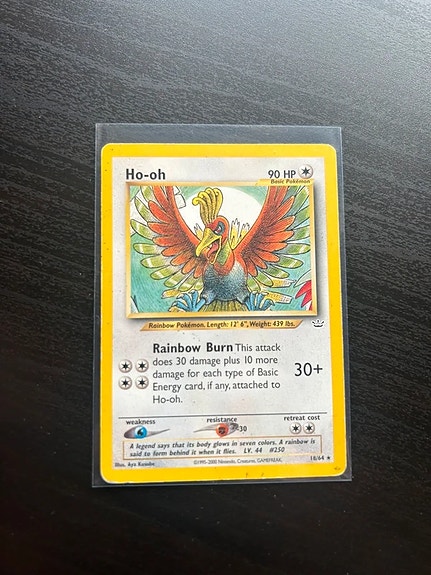 Ho-oh 90 HP
Basic Pokémon
Rainbow Pokémon. Length: 12' 6", Weight: 439 lbs.
Rainbow Burn This attack
does 30 damage plus 10 more
damage for each type of Basic
Energy card, if any, attached to
Ho-oh.
30+
weakness resistance retreat cost
-30
A legend says that its body glows in seven colors. A rainbow is
said to form behind it when it flies. LV. 44 #250
Illus. Aya Kusube ©1995-2000 Nintendo, Creatures, GAMEFREAK. 18/64 ★